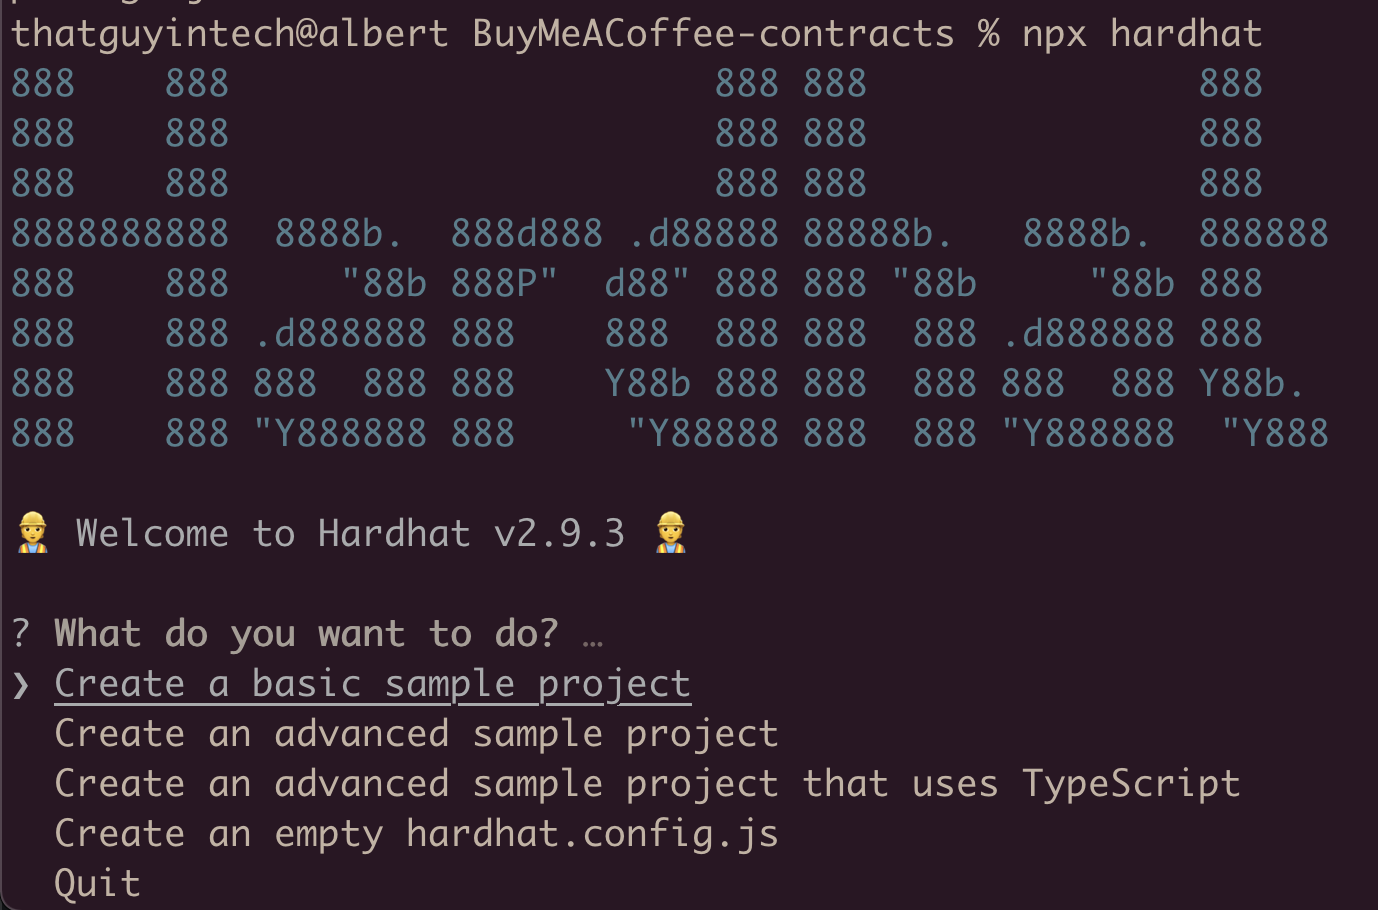 thatguyintech@albert BuyMeACoffee-contracts % npx hardhat
888    888                      888 888               888
888    888                      888 888               888
888    888                      888 888               888
8888888888  8888b.  888d888 .d88888 88888b.   8888b.  888888
888    888     "88b 888P"  d88" 888 888 "88b     "88b 888
888    888 .d888888 888    888  888 888  888 .d888888 888
888    888 888  888 888    Y88b 888 888  888 888  888 Y88b.
888    888 "Y888888 888     "Y88888 888  888 "Y888888  "Y888
👷 Welcome to Hardhat v2.9.3 👷
? What do you want to do? …
❯ Create a basic sample project
Create an advanced sample project
Create an advanced sample project that uses TypeScript
Create an empty hardhat.config.js
Quit